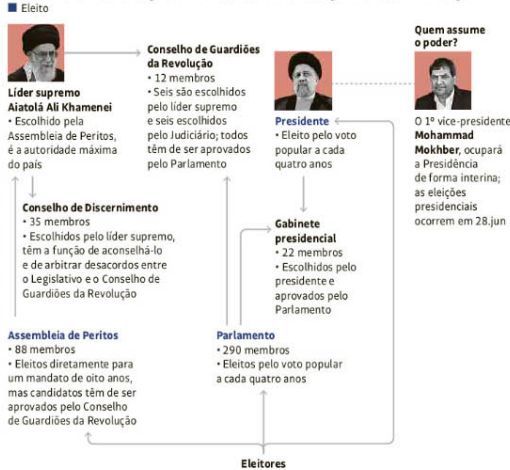 Eleito
Líder supremo
Aiatolá Ali Khamenei
• Escolhido pela
Assembleia de Peritos,
é a autoridade máxima
do país
Conselho de Guardiões
da Revolução
• 12 membros
• Seis são escolhidos
pelo líder supremo
e seis escolhidos
pelo Judiciário; todos
têm de ser aprovados
pelo Parlamento
Presidente
• Eleito pelo voto
popular a cada
quatro anos
Quem assume
o poder?
O 1º vice-presidente
Mohammad
Mokhber, ocupará
a Presidência
de forma interina;
as eleições
presidenciais
ocorrem em 28.jun
Conselho de Discernimento
• 35 membros
• Escolhidos pelo líder supremo,
têm a função de aconselhá-lo
e de arbitrar desacordos entre
o Legislativo e o Conselho de
Guardiões da Revolução
Gabinete
presidencial
• 22 membros
• Escolhidos pelo
presidente e
aprovados pelo
Parlamento
Assembleia de Peritos
• 88 membros
• Eleitos diretamente para
um mandato de oito anos,
mas candidatos têm de ser
aprovados pelo Conselho
de Guardiões da Revolução
Parlamento
• 290 membros
• Eleitos pelo voto popular
a cada quatro anos
Eleitores